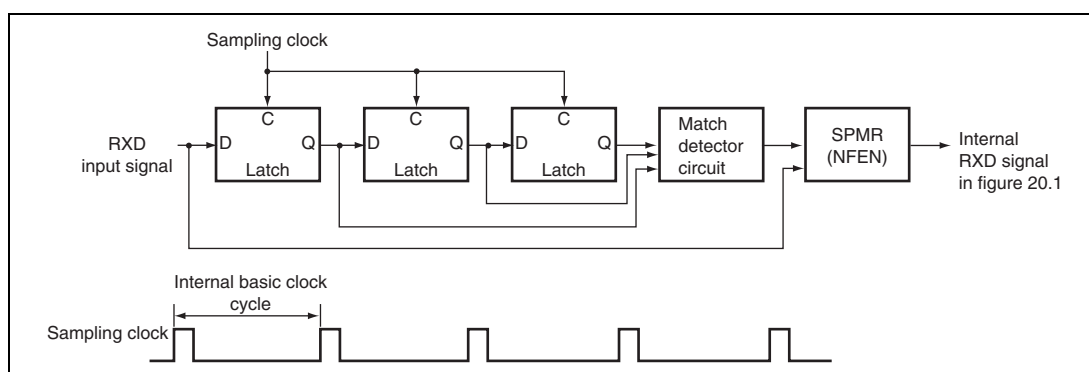 Sampling clock
C
C
C
RXD
input signal
D
Q
Latch
D
Q
Latch
D
Q
Latch
Match
detector
circuit
SPMR
(NFEN)
Internal
RXD signal
in figure 20.1
Internal basic clock
cycle
Sampling clock